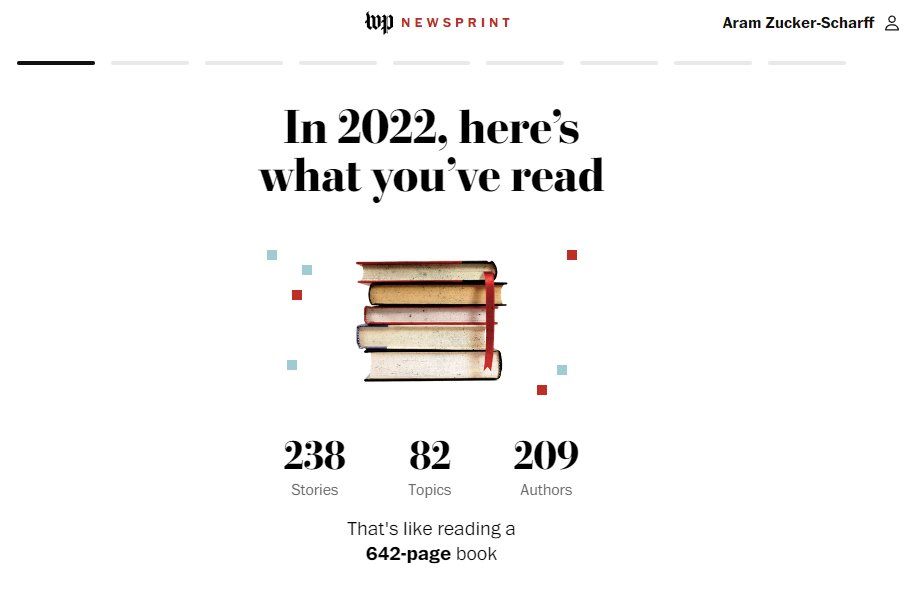 wp NEWSPRINT
Aram Zucker-Scharff
In 2022, here’s
what you’ve read
238 82 209
Stories Topics Authors
That's like reading a
642-page book